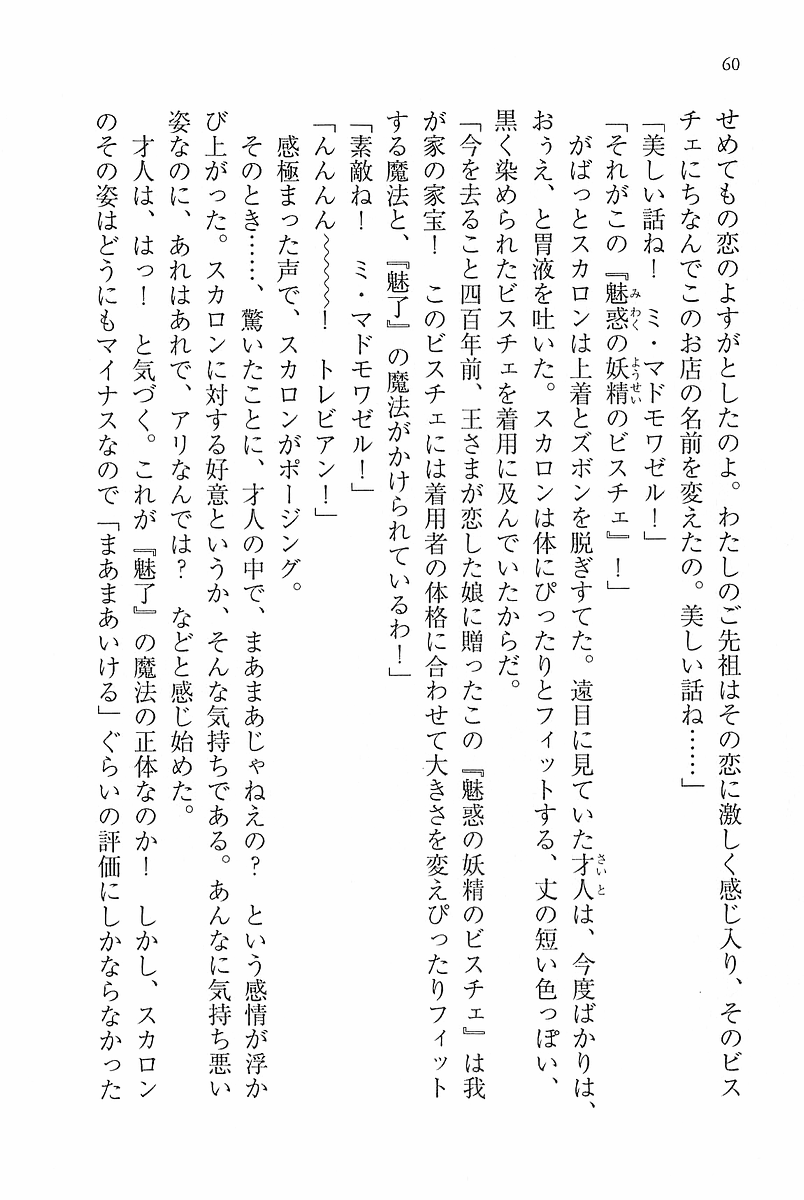 60
せめてもの恋のよすがとしたのよ。わたしのご先祖はその恋に激しく感じ入り、そのビス
チェにちなんでこのお店の名前を変えたの。美しい話ね……」
「美しい話ね！　ミ・マドモワゼル！」
「それがこの『魅惑の妖精のビスチェ』！」
がばっとスカロンは上着とズボンを脱ぎすてた。遠目に見ていた才人は、今度ばかりは、
おぅえ、と胃液を吐いた。スカロンは体にぴったりとフィットする、丈の短い色っぽい、
黒く染められたビスチェを着用に及んでいたからだ。
「今を去ること四百年前、王さまが恋した娘に贈ったこの『魅惑の妖精のビスチェ』は我
が家の家宝！　このビスチェには着用者の体格に合わせて大きさを変えぴったりフィット
する魔法と、『魅了』の魔法がかけられているわ！」
「素敵ね！　ミ・マドモワゼル！」
「んんんん～～～～！　トレビアン！」
感極まった声で、スカロンがポージング。
そのとき……、驚いたことに、才人の中で、まあまあじゃねえの？　という感情が浮か
び上がった。スカロンに対する好意というか、そんな気持ちである。あんなに気持ち悪い
姿なのに、あれはあれで、アリなんでは？　などと感じ始めた。
才人は、はっ！　と気づく。これが『魅了』の魔法の正体なのか！　しかし、スカロン
のその姿はどうにもマイナスなので「まあまあいける」ぐらいの評価にしかならなかった